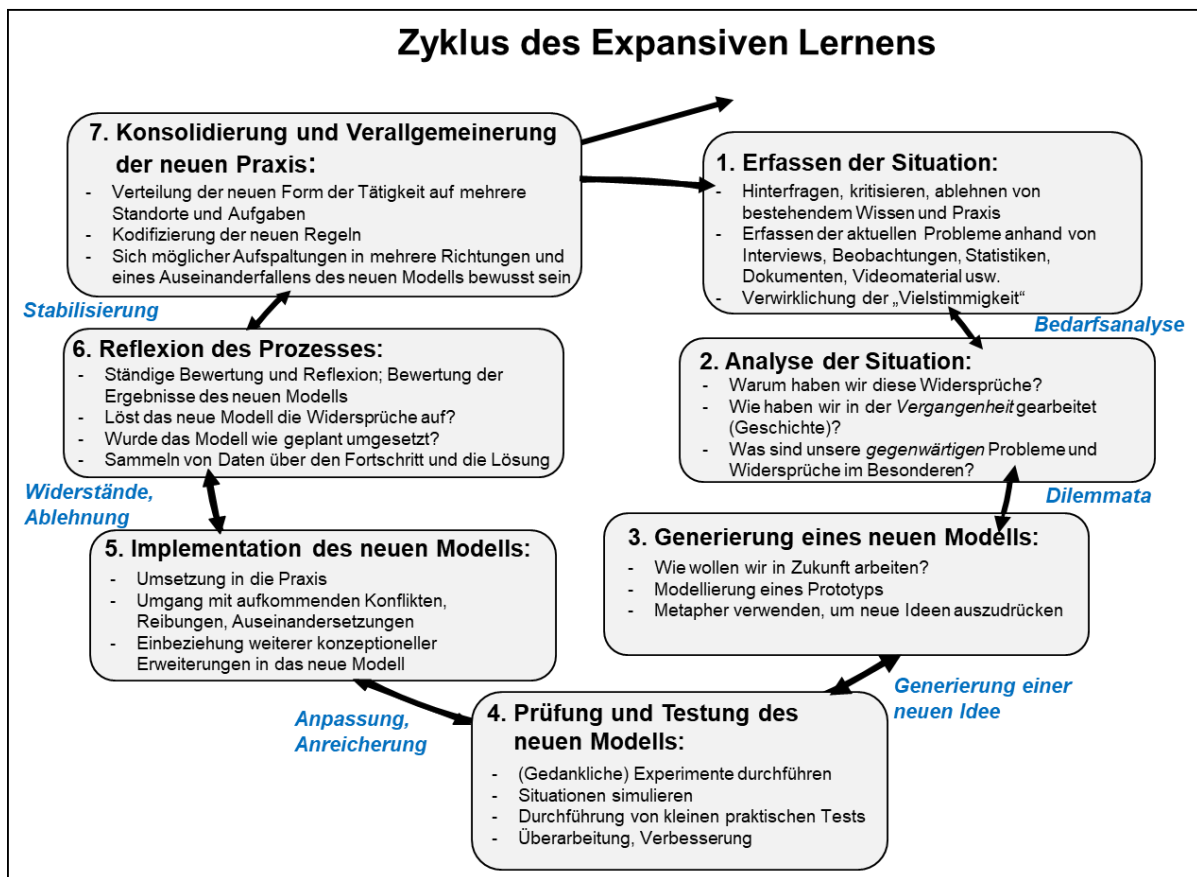 Zyklus des Expansiven Lernens
1. Erfassen der Situation:
- Hinterfragen, kritisieren, ablehnen von
bestehendem Wissen und Praxis
- Erfassen der aktuellen Probleme anhand von
Interviews, Beobachtungen, Statistiken,
Dokumenten, Videomaterial usw.
- Verwirklichung der „Vielstimmigkeit“
Bedarfsanalyse
2. Analyse der Situation:
- Warum haben wir diese Widersprüche?
- Wie haben wir in der Vergangenheit gearbeitet
(Geschichte)?
- Was sind unsere gegenwärtigen Probleme und
Widersprüche im Besonderen?
Dilemmata
3. Generierung eines neuen Modells:
- Wie wollen wir in Zukunft arbeiten?
- Modellierung eines Prototyps
- Metapher verwenden, um neue Ideen auszudrücken
Generierung einer
neuen Idee
4. Prüfung und Testung des
neuen Modells:
- (Gedankliche) Experimente durchführen
- Situationen simulieren
- Durchführung von kleinen praktischen Tests
- Überarbeitung, Verbesserung
Anpassung,
Anreicherung
5. Implementation des neuen Modells:
- Umsetzung in die Praxis
- Umgang mit aufkommenden Konflikten,
Reibungen, Auseinandersetzungen
- Einbeziehung weiterer konzeptioneller
Erweiterungen in das neue Modell
Widerstände,
Ablehnung
6. Reflexion des Prozesses:
- Ständige Bewertung und Reflexion; Bewertung der
Ergebnisse des neuen Modells
- Löst das neue Modell die Widersprüche auf?
- Wurde das Modell wie geplant umgesetzt?
- Sammeln von Daten über den Fortschritt und die Lösung
Stabilisierung
7. Konsolidierung und Verallgemeinerung
der neuen Praxis:
- Verteilung der neuen Form der Tätigkeit auf mehrere
Standorte und Aufgaben
- Kodifizierung der neuen Regeln
- Sich möglicher Aufspaltungen in mehrere Richtungen und
eines Auseinanderfallens des neuen Modells bewusst sein